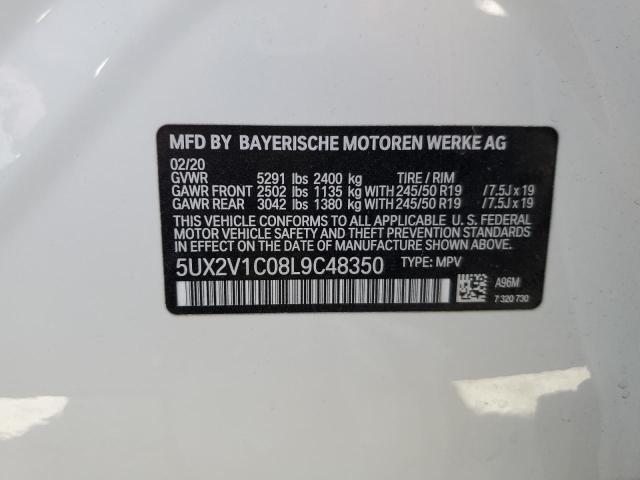 MFD BY BAYERISCHE MOTOREN WERKE AG
02/20
GVWR 5291 lbs 2400 kg TIRE / RIM
GAWR FRONT 2502 lbs 1135 kg WITH 245/50 R19 /7.5J x 19
GAWR REAR 3042 lbs 1380 kg WITH 245/50 R19 /7.5J x 19
THIS VEHICLE CONFORMS TO ALL APPLICABLE U. S. FEDERAL
MOTOR VEHICLE SAFETY AND THEFT PREVENTION STANDARDS
IN EFFECT ON THE DATE OF MANUFACTURE SHOWN ABOVE.
5UX2V1C08L9C48350 TYPE: MPV
A96M
7 320 730